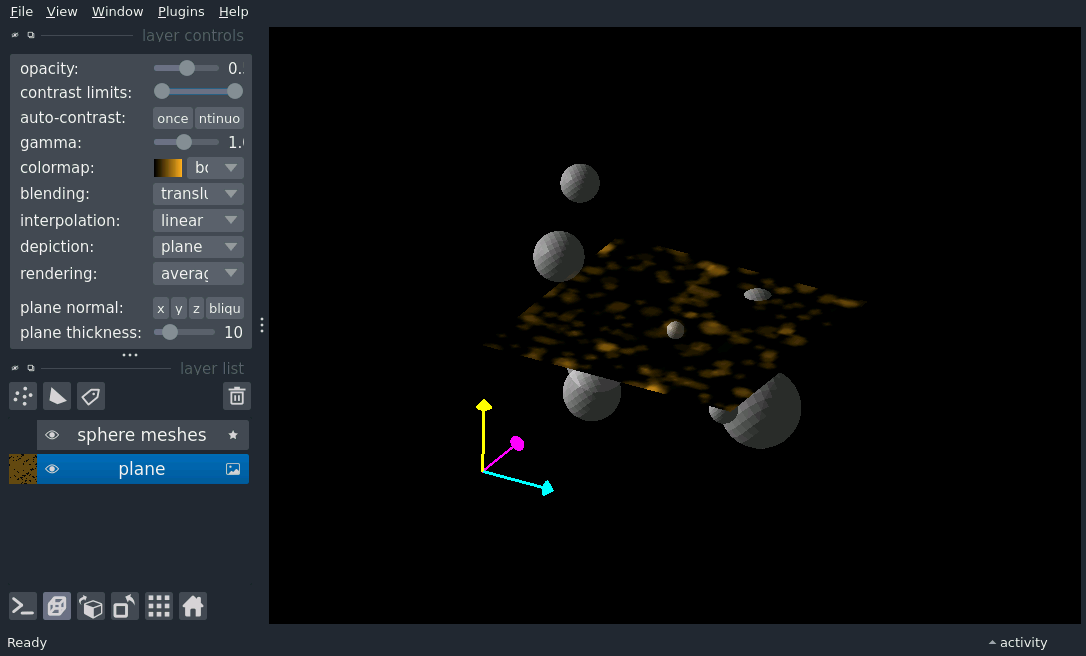 File View Window Plugins Help
layer controls
opacity: 0.
contrast limits:
auto-contrast: once ntinuo
gamma: 1.
colormap: bo
blending: translu
interpolation: linear
depiction: plane
rendering: averag
plane normal: x y z bliqu
plane thickness: 10
layer list
sphere meshes
plane
Ready
activity